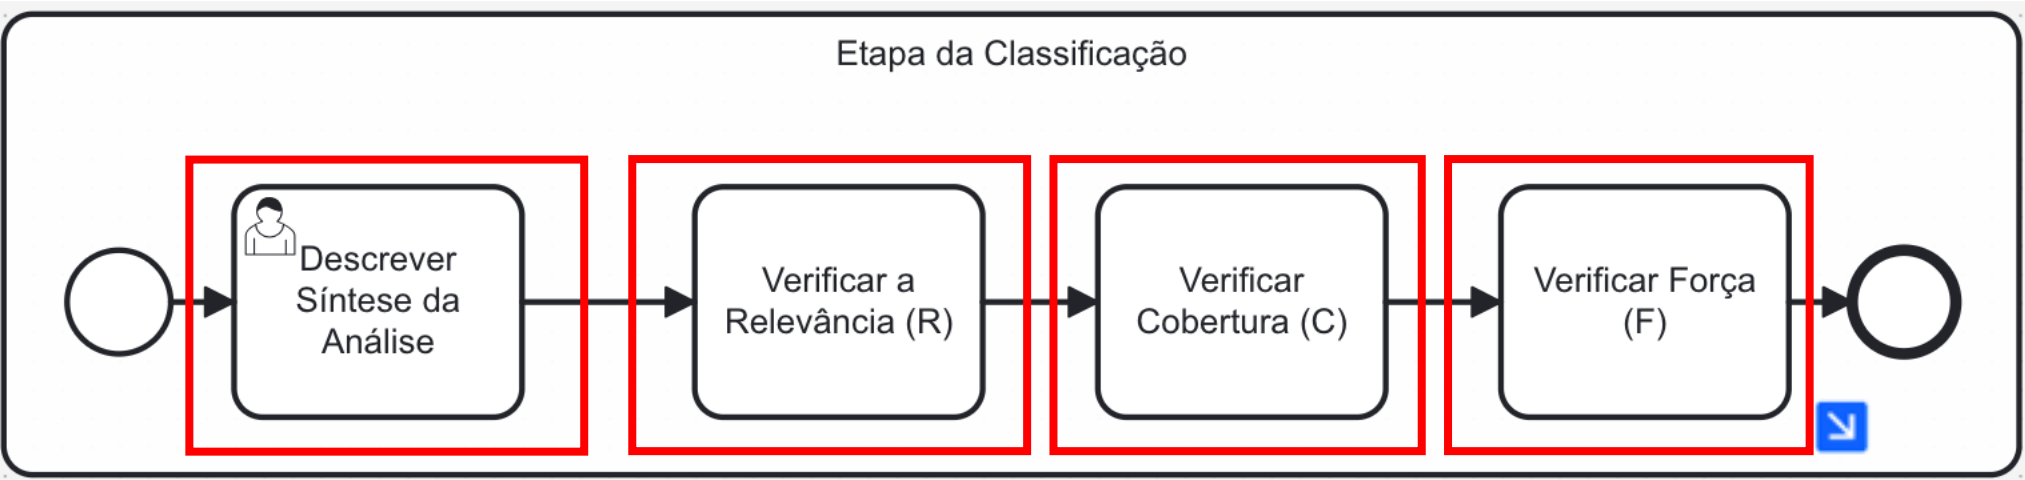 Etapa da Classificação
Descrever
Síntese da
Análise
Verificar a
Relevância (R)
Verificar
Cobertura (C)
Verificar Força
(F)